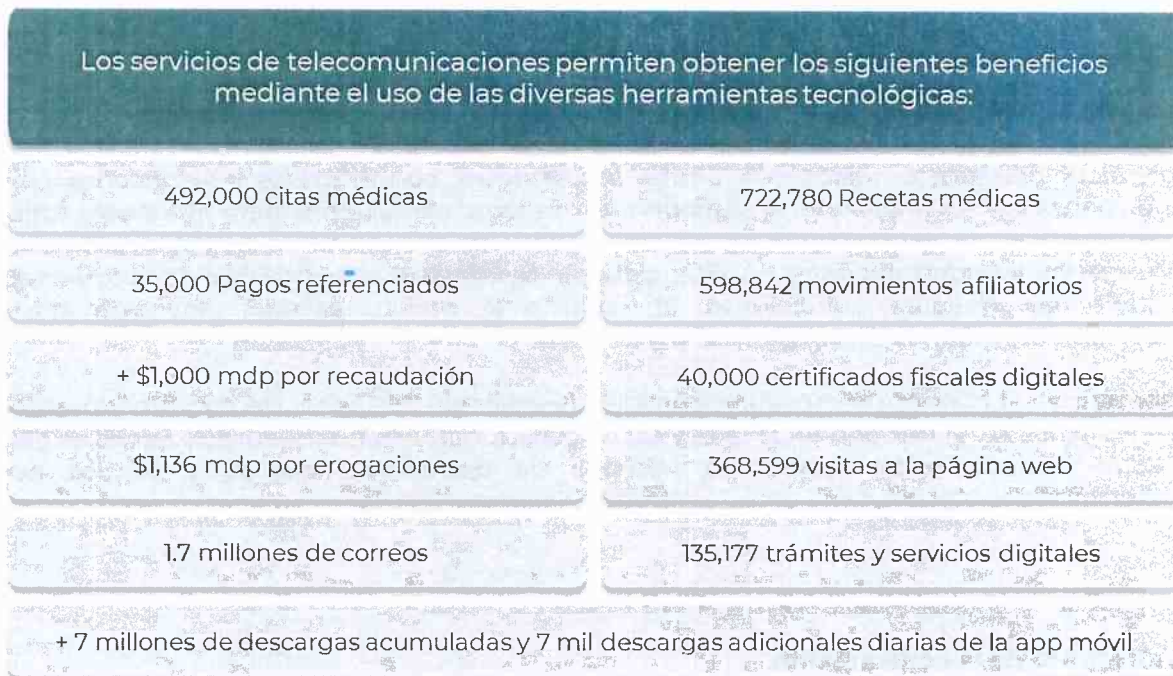 Los servicios de telecomunicaciones permiten obtener los siguientes beneficios
mediante el uso de las diversas herramientas tecnológicas:
492,000 citas médicas
722,780 Recetas médicas
35,000 Pagos referenciados
598,842 movimientos afiliatorios
+ $1,000 mdp por recaudación
40,000 certificados fiscales digitales
$1,136 mdp por erogaciones
368,599 visitas a la página web
1.7 millones de correos
135,177 trámites y servicios digitales
+ 7 millones de descargas acumuladas y 7 mil descargas adicionales diarias de la app móvil